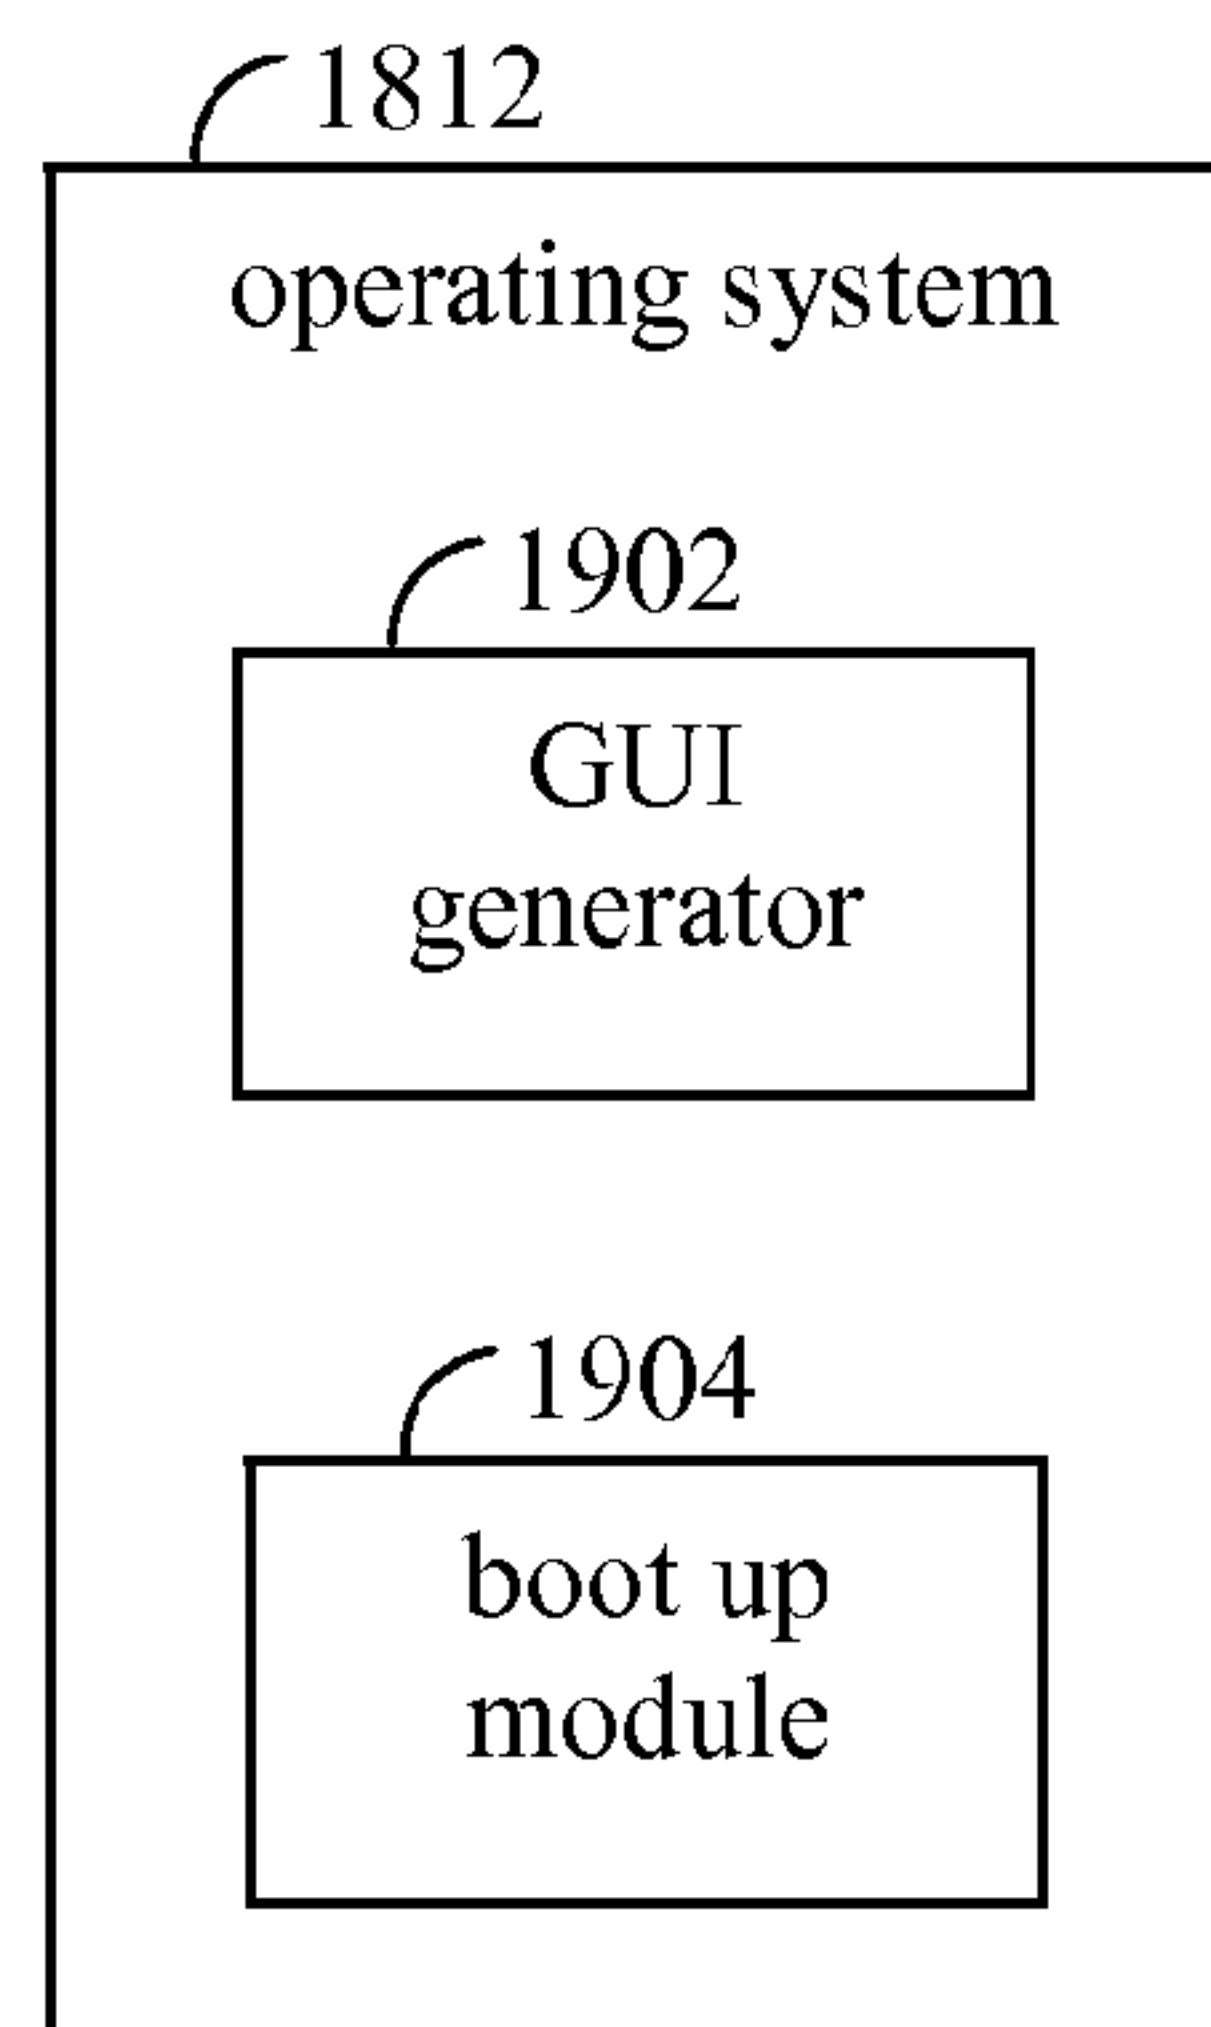 1812
operating system
1902
GUI
generator
1904
boot up
module